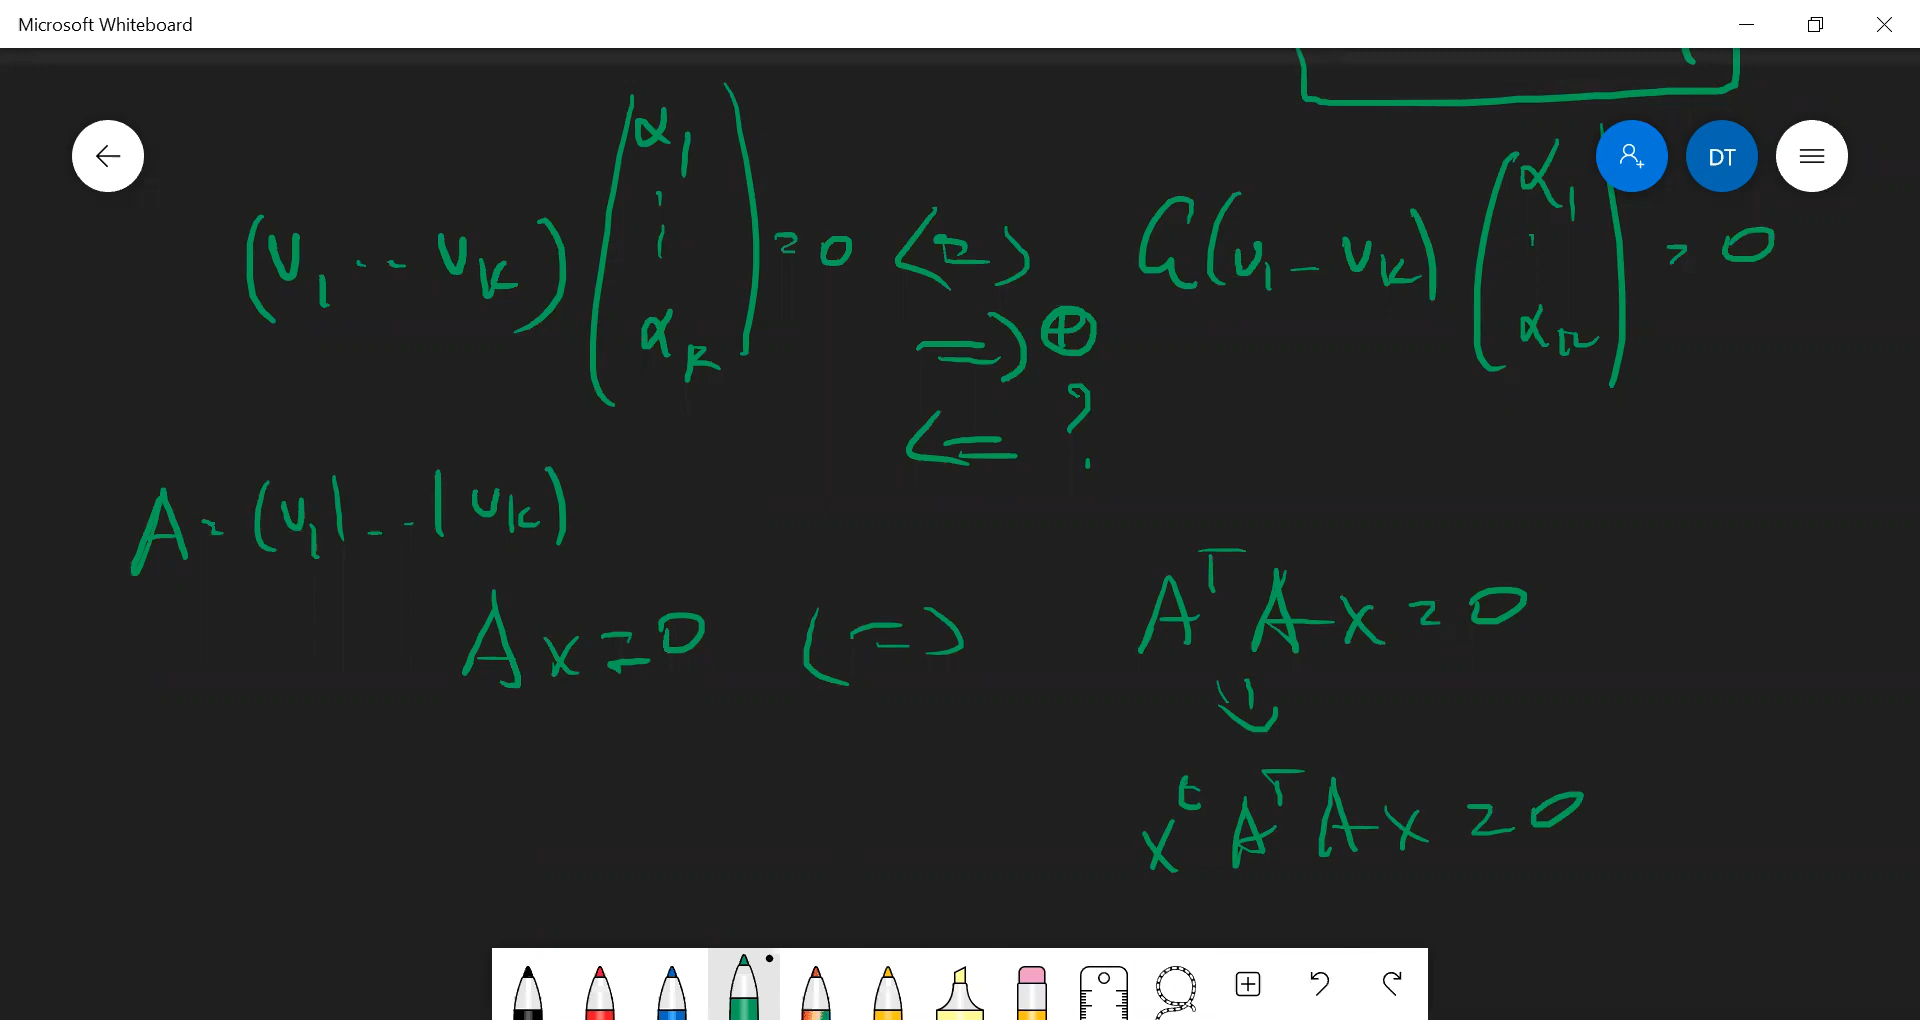 Microsoft Whiteboard
DT
(v₁ ... vₖ) (α₁ ⋮ αₖ) = 0 <=> G(v₁ - vₖ) (α₁ ⋮ αₖ) = 0
=> ⊕
<= ?
A = (v₁| ... | vₖ)
Ax = 0 <=> AᵀAx = 0
⇓
xᵗAᵀAx = 0